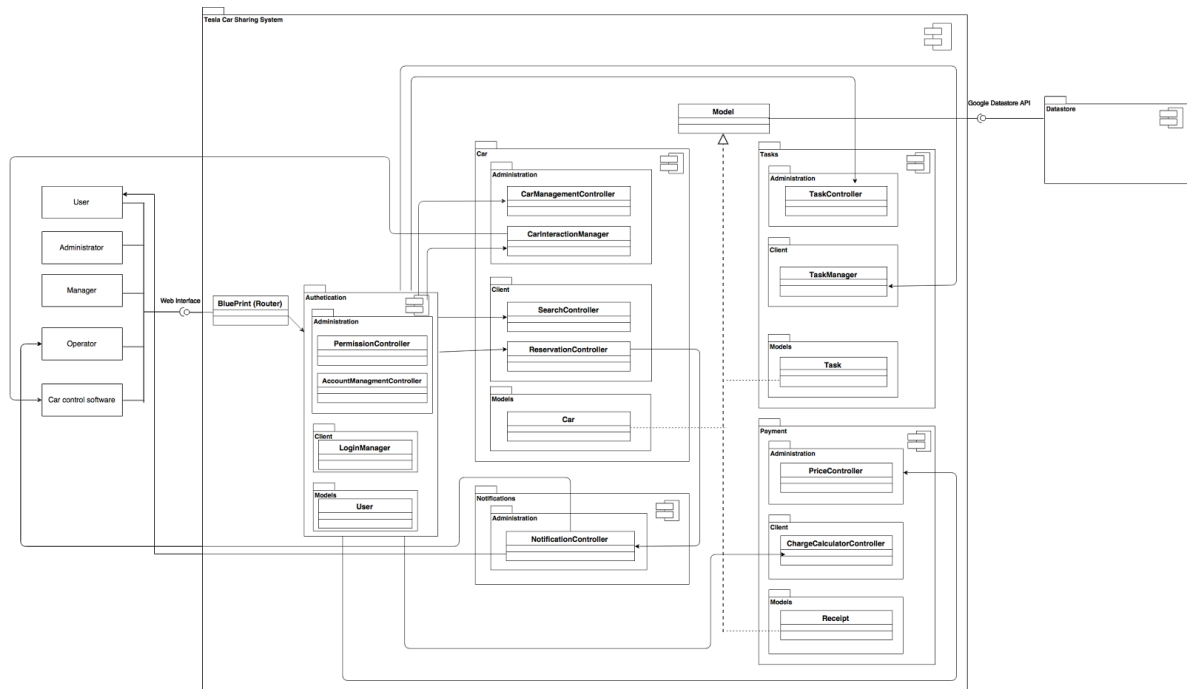 Tesla Car Sharing System
Google Datastore API
Datastore
Model
Car
Administration
CarManagementController
CarInteractionManager
Client
SearchController
ReservationController
Models
Car
Tasks
Administration
TaskController
Client
TaskManager
Models
Task
User
Administrator
Manager
Operator
Car control software
Web Interface
BluePrint (Router)
Authetication
Administration
PermissionController
AccountManagmentController
Client
LoginManager
Models
User
Notifications
Administration
NotificationController
Payment
Administration
PriceController
Client
ChargeCalculatorController
Models
Receipt